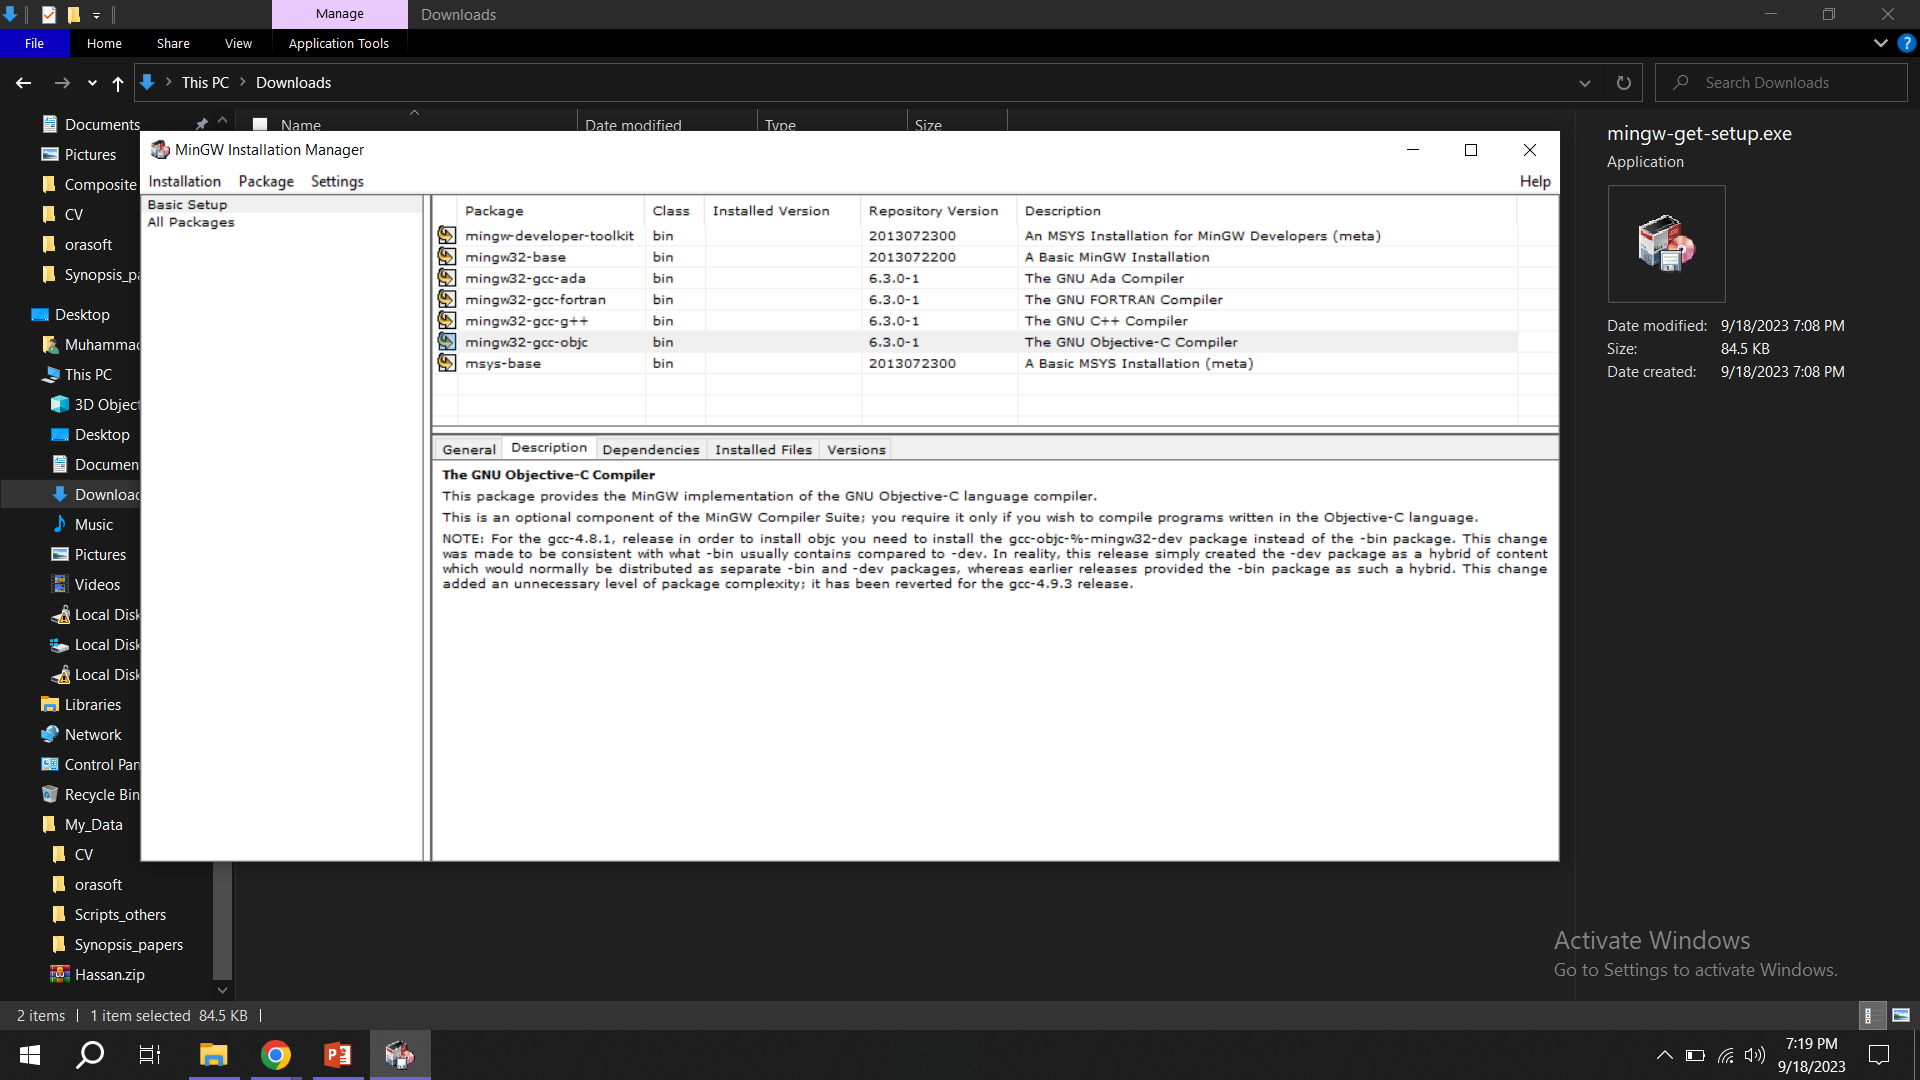 Manage
Downloads
File
Home
Share
View
Application Tools
This PC
Downloads
Search Downloads
Documents
Pictures
Composite
CV
orasoft
Synopsis_pa
Desktop
Muhammad
This PC
3D Object
Desktop
Documen
Download
Music
Pictures
Videos
Local Disk
Local Disk
Local Disk
Libraries
Network
Control Pan
Recycle Bin
My_Data
CV
orasoft
Scripts_others
Synopsis_papers
Hassan.zip
Name
Date modified
Type
Size
MinGW Installation Manager
Installation Package Settings Help
Basic Setup
All Packages
Package Class Installed Version Repository Version Description
mingw-developer-toolkit bin 2013072300 An MSYS Installation for MinGW Developers (meta)
mingw32-base bin 2013072200 A Basic MinGW Installation
mingw32-gcc-ada bin 6.3.0-1 The GNU Ada Compiler
mingw32-gcc-fortran bin 6.3.0-1 The GNU FORTRAN Compiler
mingw32-gcc-g++ bin 6.3.0-1 The GNU C++ Compiler
mingw32-gcc-objc bin 6.3.0-1 The GNU Objective-C Compiler
msys-base bin 2013072300 A Basic MSYS Installation (meta)
General Description Dependencies Installed Files Versions
The GNU Objective-C Compiler
This package provides the MinGW implementation of the GNU Objective-C language compiler.
This is an optional component of the MinGW Compiler Suite; you require it only if you wish to compile programs written in the Objective-C language.
NOTE: For the gcc-4.8.1, release in order to install objc you need to install the gcc-objc-%-mingw32-dev package instead of the -bin package. This change
was made to be consistent with what -bin usually contains compared to -dev. In reality, this release simply created the -dev package as a hybrid of content
which would normally be distributed as separate -bin and -dev packages, whereas earlier releases provided the -bin package as such a hybrid. This change
added an unnecessary level of package complexity; it has been reverted for the gcc-4.9.3 release.
mingw-get-setup.exe
Application
Date modified: 9/18/2023 7:08 PM
Size: 84.5 KB
Date created: 9/18/2023 7:08 PM
Activate Windows
Go to Settings to activate Windows.
2 items
1 item selected 84.5 KB
7:19 PM
9/18/2023